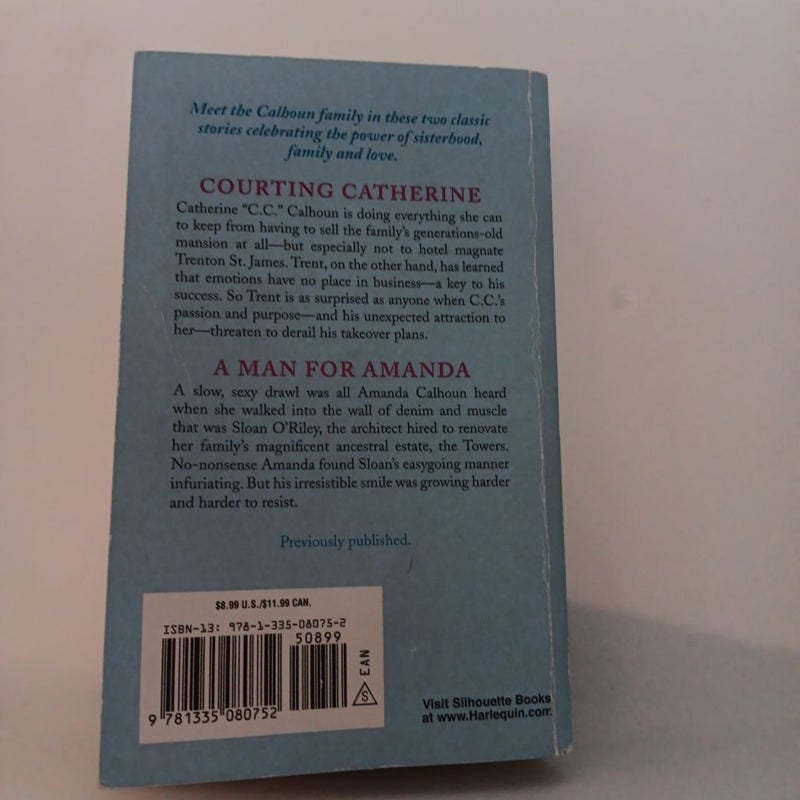 Meet the Calhoun family in these two classic
stories celebrating the power of sisterhood,
family and love.
COURTING CATHERINE
Catherine "C.C." Calhoun is doing everything she can
to keep from having to sell the family's generations-old
mansion at all—but especially not to hotel magnate
Trenton St. James. Trent, on the other hand, has learned
that emotions have no place in business—a key to his
success. So Trent is as surprised as anyone when C.C.'s
passion and purpose—and his unexpected attraction to
her—threaten to derail his takeover plans.
A MAN FOR AMANDA
A slow, sexy drawl was all Amanda Calhoun heard
when she walked into the wall of denim and muscle
that was Sloan O'Riley, the architect hired to renovate
her family's magnificent ancestral estate, the Towers.
No-nonsense Amanda found Sloan's easygoing manner
infuriating. But his irresistible smile was growing harder
and harder to resist.
Previously published.
$8.99 U.S./$11.99 CAN.
ISBN-13: 978-1-335-08075-2
50899
EAN
S
9 781335 080752
Visit Silhouette Books
at www.Harlequin.com